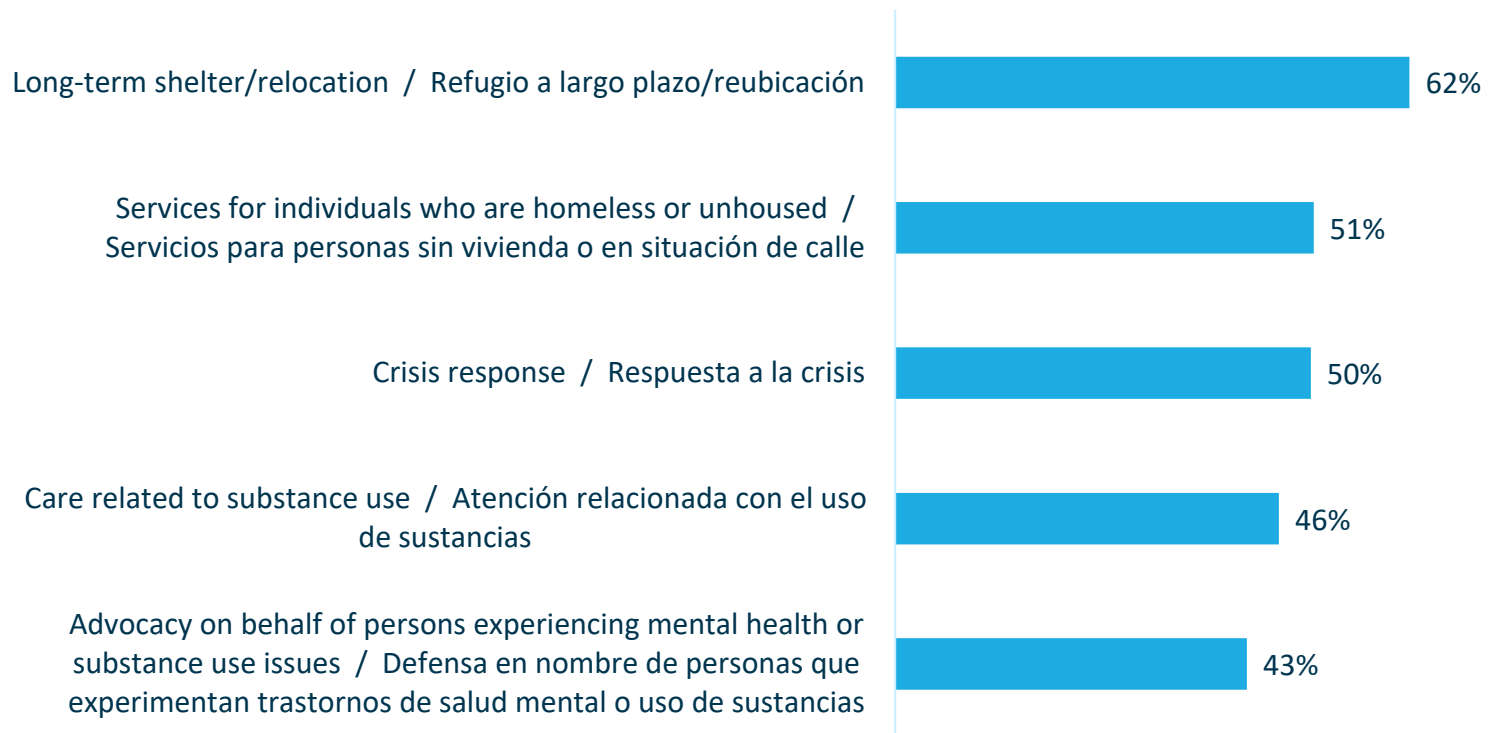 Long-term shelter/relocation / Refugio a largo plazo/reubicación
62%
Services for individuals who are homeless or unhoused /
Servicios para personas sin vivienda o en situación de calle
51%
Crisis response / Respuesta a la crisis
50%
Care related to substance use / Atención relacionada con el uso
de sustancias
46%
Advocacy on behalf of persons experiencing mental health or
substance use issues / Defensa en nombre de personas que
experimentan trastornos de salud mental o uso de sustancias
43%